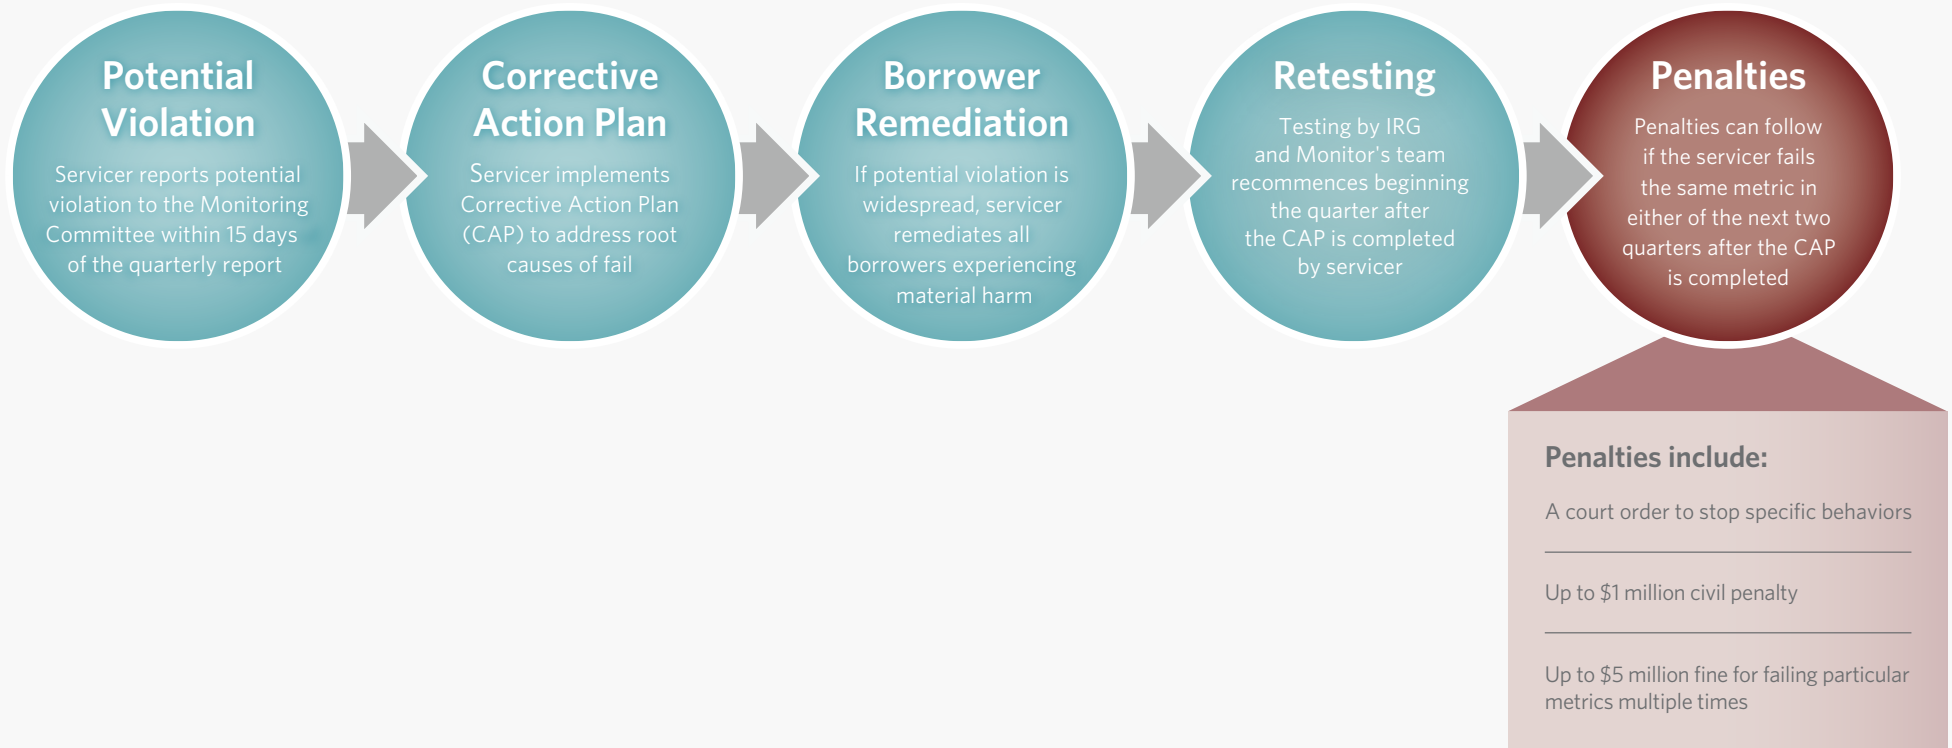 Potential
Violation
Servicer reports potential
violation to the Monitoring
Committee within 15 days
of the quarterly report
Corrective
Action Plan
Servicer implements
Corrective Action Plan
(CAP) to address root
causes of fail
Borrower
Remediation
If potential violation is
widespread, servicer
remediates all
borrowers experiencing
material harm
Retesting
Testing by IRG
and Monitor's team
recommences beginning
the quarter after
the CAP is completed
by servicer
Penalties
Penalties can follow
if the servicer fails
the same metric in
either of the next two
quarters after the CAP
is completed
Penalties include:
A court order to stop specific behaviors
Up to $1 million civil penalty
Up to $5 million fine for failing particular
metrics multiple times